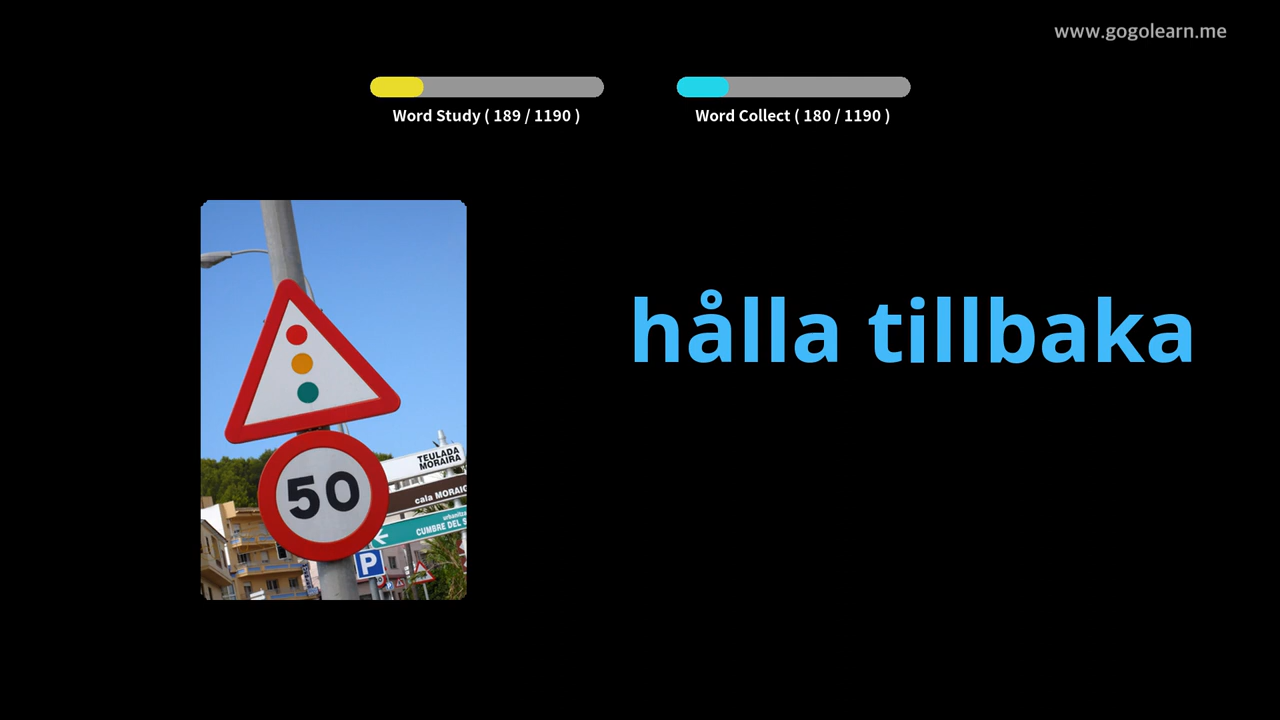 www.gogolearn.me
Word Study ( 189 / 1190 )
Word Collect ( 180 / 1190 )
hålla tillbaka
50
TEULADA
MORAIRA
cala MORAIG
CUMBRE DEL S
P